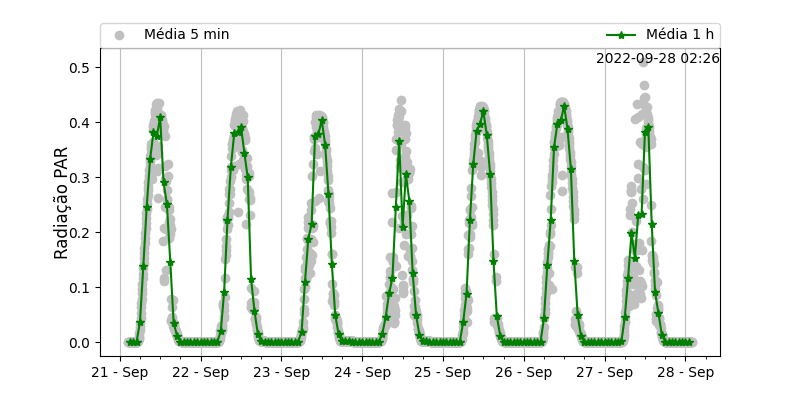 Média 5 min
Média 1 h
2022-09-28 02:26
Radiação PAR
0.5
0.4
0.3
0.2
0.1
0.0
21 - Sep
22 - Sep
23 - Sep
24 - Sep
25 - Sep
26 - Sep
27 - Sep
28 - Sep